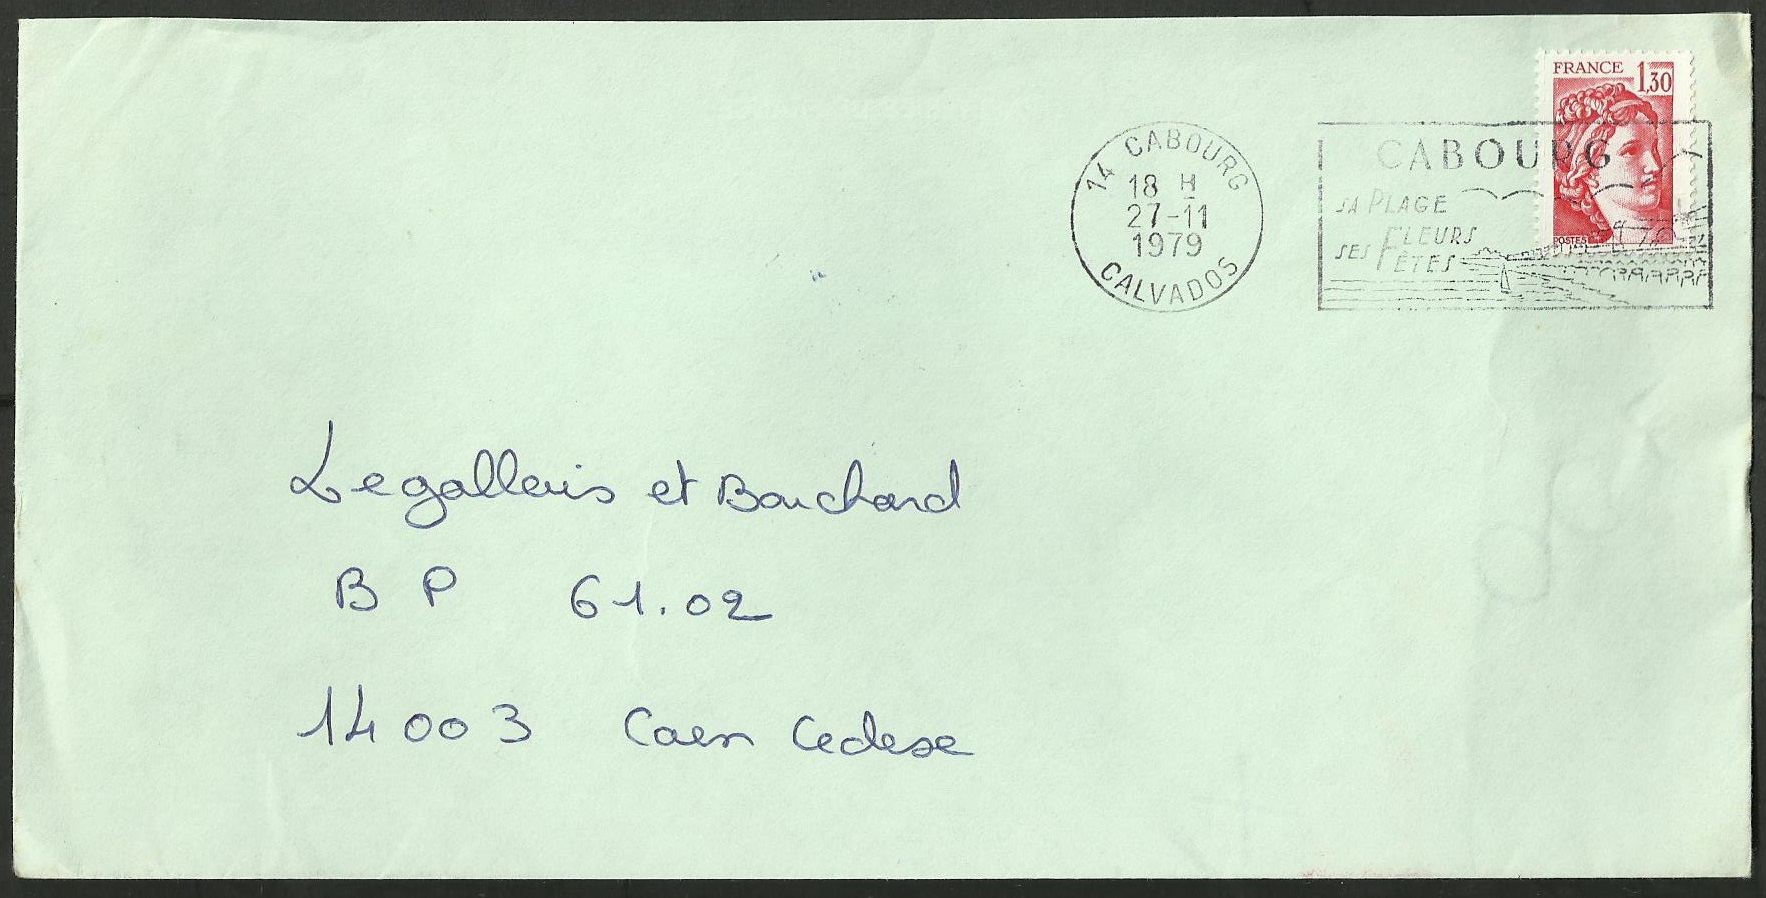 FRANCE 1,30
POSTES
14 CABOURG
18 H
27-11
1979
CALVADOS
CABOURG
SA PLAGE
SES FLEURS
FÊTES
Legallais et Bouchard
B P 61.02
14003 Caen Cedex